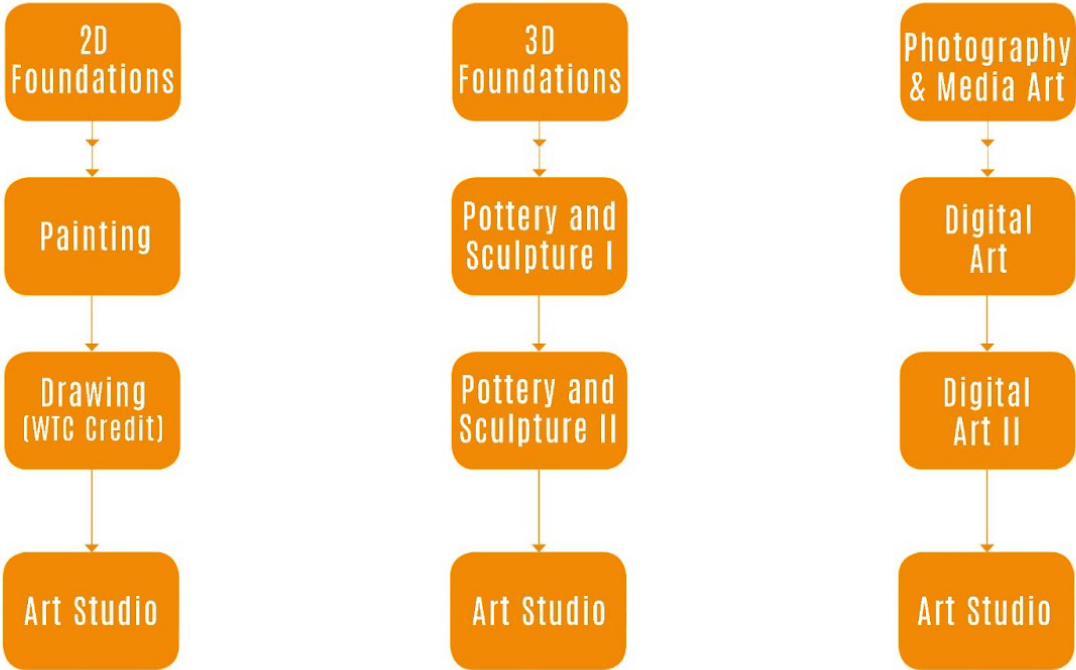 2D
Foundations
Painting
Drawing
(WTC Credit)
Art Studio
3D
Foundations
Pottery and
Sculpture I
Pottery and
Sculpture II
Art Studio
Photography
& Media Art
Digital
Art
Digital
Art II
Art Studio